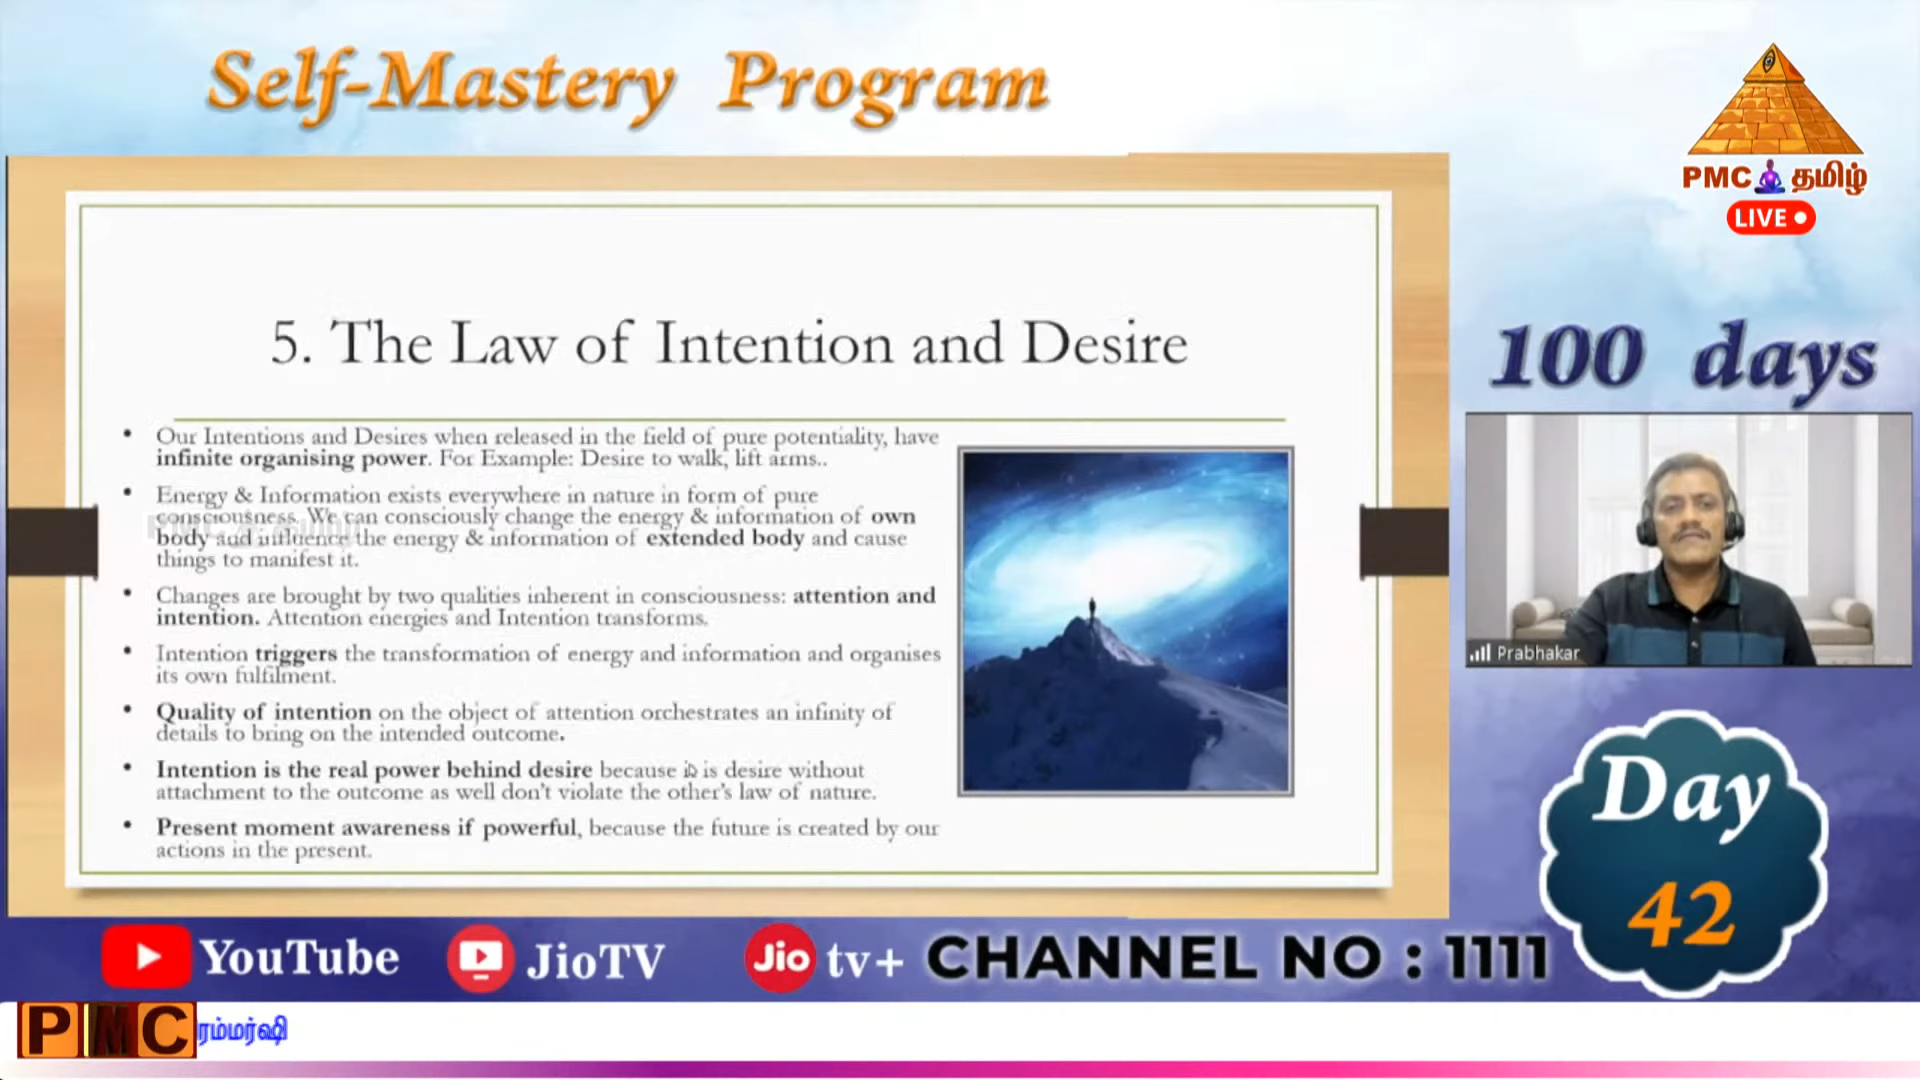 Self-Mastery Program
PMC தமிழ்
LIVE
5. The Law of Intention and Desire
• Our Intentions and Desires when released in the field of pure potentiality, have
infinite organising power. For Example: Desire to walk, lift arms..
• Energy & Information exists everywhere in nature in form of pure
consciousness. We can consciously change the energy & information of own
body and influence the energy & information of extended body and cause
things to manifest it.
• Changes are brought by two qualities inherent in consciousness: attention and
intention. Attention energies and Intention transforms.
• Intention triggers the transformation of energy and information and organises
its own fulfilment.
• Quality of intention on the object of attention orchestrates an infinity of
details to bring on the intended outcome.
• Intention is the real power behind desire because is is desire without
attachment to the outcome as well don't violate the other's law of nature.
• Present moment awareness if powerful, because the future is created by our
actions in the present.
100 days
Prabhakar
Day
42
YouTube JioTV Jio tv+ CHANNEL NO : 1111
PMC ரம்மர்ஷி